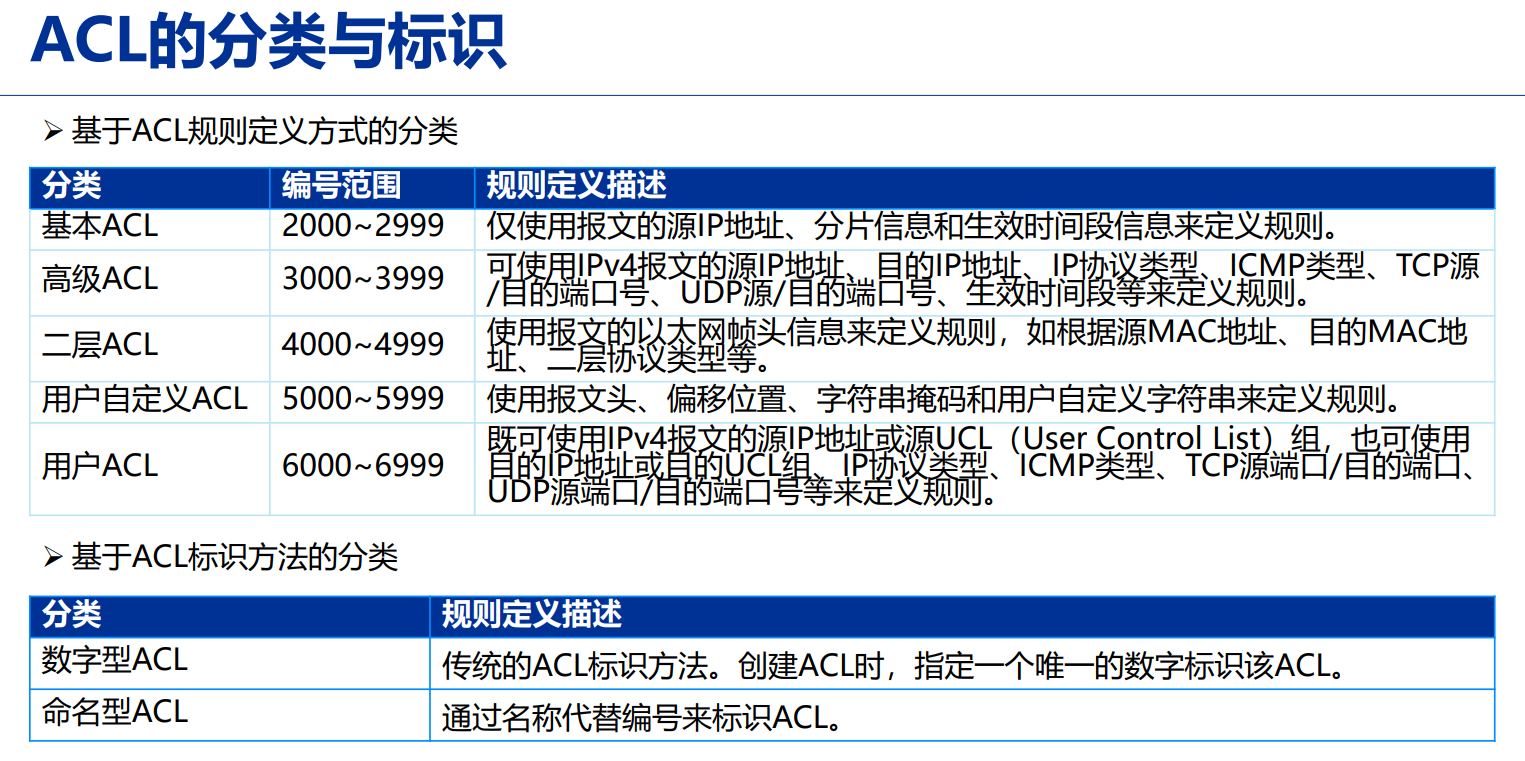 ACL的分类与标识
➢ 基于ACL规则定义方式的分类
分类 编号范围 规则定义描述
基本ACL 2000~2999 仅使用报文的源IP地址、分片信息和生效时间段信息来定义规则。
高级ACL 3000~3999 可使用IPv4报文的源IP地址、目的IP地址、IP协议类型、ICMP类型、TCP源
/目的端口号、UDP源/目的端口号、生效时间段等来定义规则。
二层ACL 4000~4999 使用报文的以太网帧头信息来定义规则，如根据源MAC地址、目的MAC地
址、二层协议类型等。
用户自定义ACL 5000~5999 使用报文头、偏移位置、字符串掩码和用户自定义字符串来定义规则。
用户ACL 6000~6999 既可使用IPv4报文的源IP地址或源UCL（User Control List）组，也可使用
目的IP地址或目的UCL组、IP协议类型、ICMP类型、TCP源端口/目的端口、
UDP源端口/目的端口号等来定义规则。
➢ 基于ACL标识方法的分类
分类 规则定义描述
数字型ACL 传统的ACL标识方法。创建ACL时，指定一个唯一的数字标识该ACL。
命名型ACL 通过名称代替编号来标识ACL。